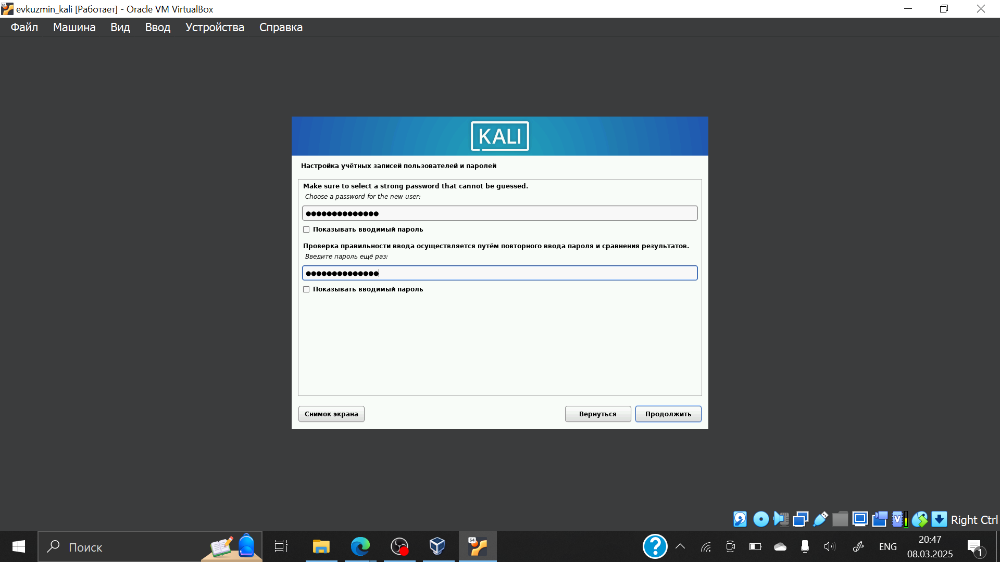 evkuzmin_kali [Работает] - Oracle VM VirtualBox
Файл Машина Вид Ввод Устройства Справка
KALI
Настройка учётных записей пользователей и паролей
Make sure to select a strong password that cannot be guessed.
Choose a password for the new user:
●●●●●●●●●●●●●●
Показывать вводимый пароль
Проверка правильности ввода осуществляется путём повторного ввода пароля и сравнения результатов.
Введите пароль ещё раз:
●●●●●●●●●●●●●●
Показывать вводимый пароль
Снимок экрана Вернуться Продолжить
Right Ctrl
Поиск
64
ENG
20:47
08.03.2025
1